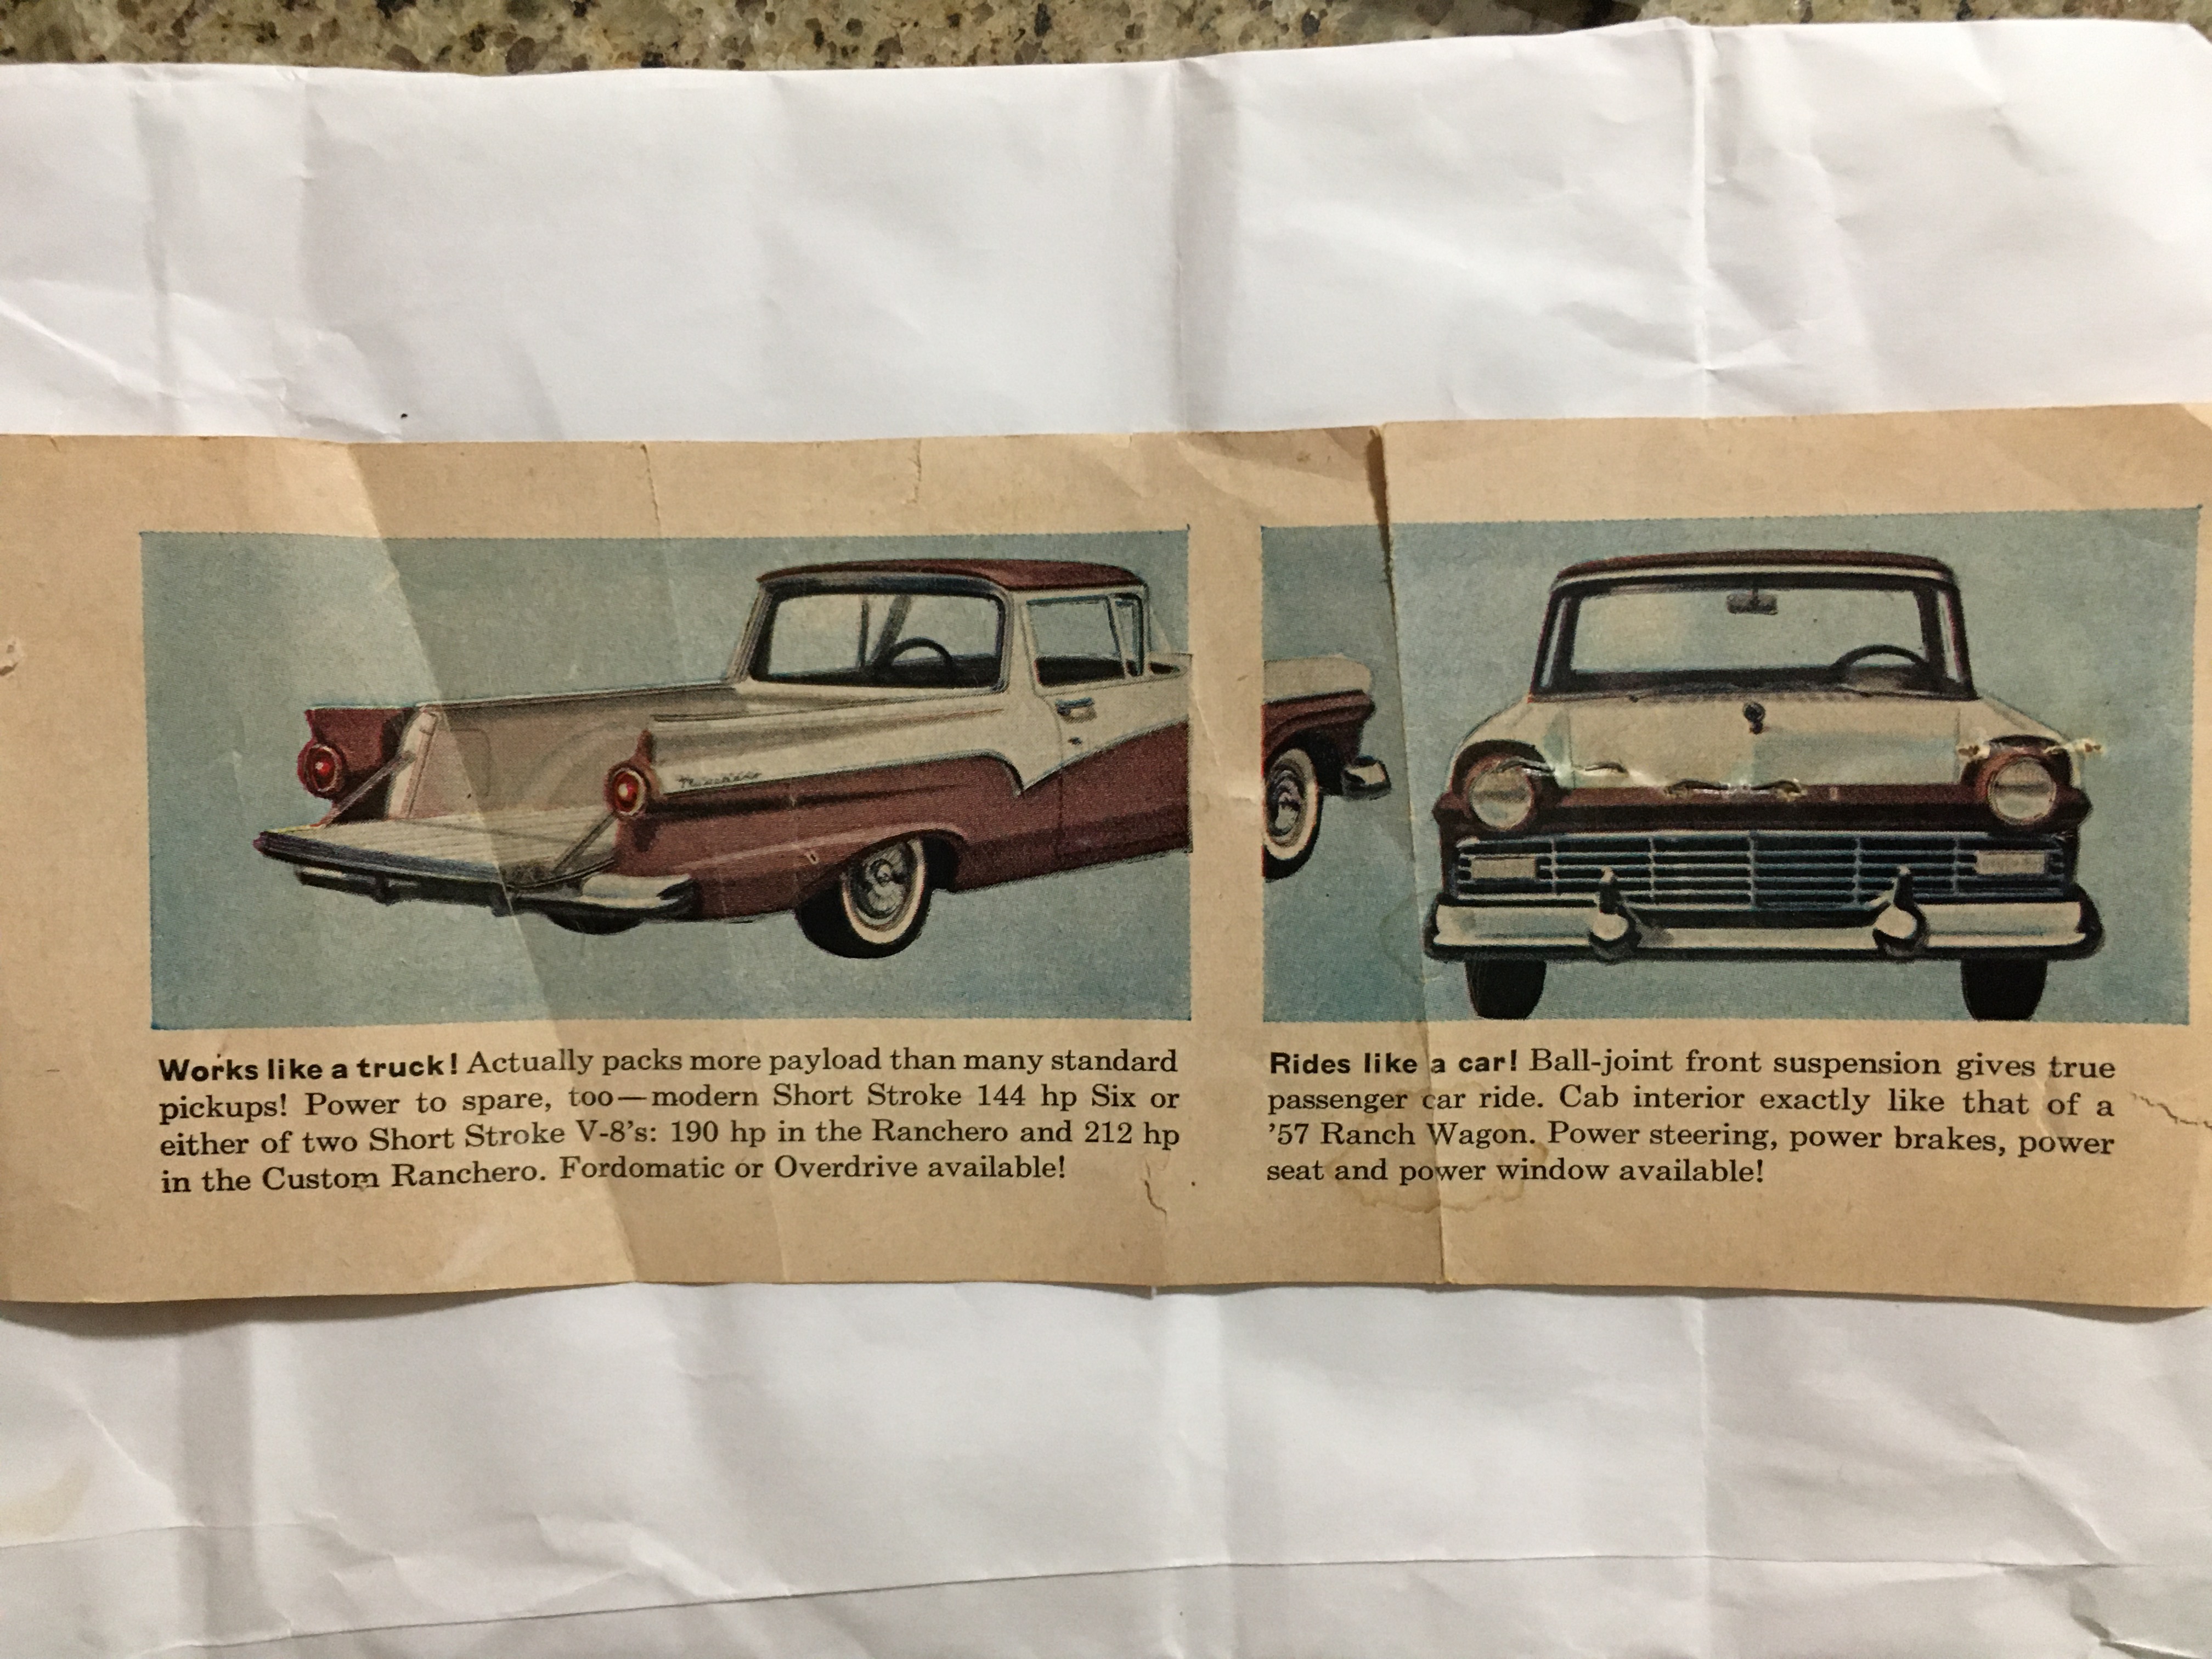 Ranchero
Works like a truck! Actually packs more payload than many standard
pickups! Power to spare, too—modern Short Stroke 144 hp Six or
either of two Short Stroke V-8's: 190 hp in the Ranchero and 212 hp
in the Custom Ranchero. Fordomatic or Overdrive available!
Rides like a car! Ball-joint front suspension gives true
passenger car ride. Cab interior exactly like that of a
'57 Ranch Wagon. Power steering, power brakes, power
seat and power window available!